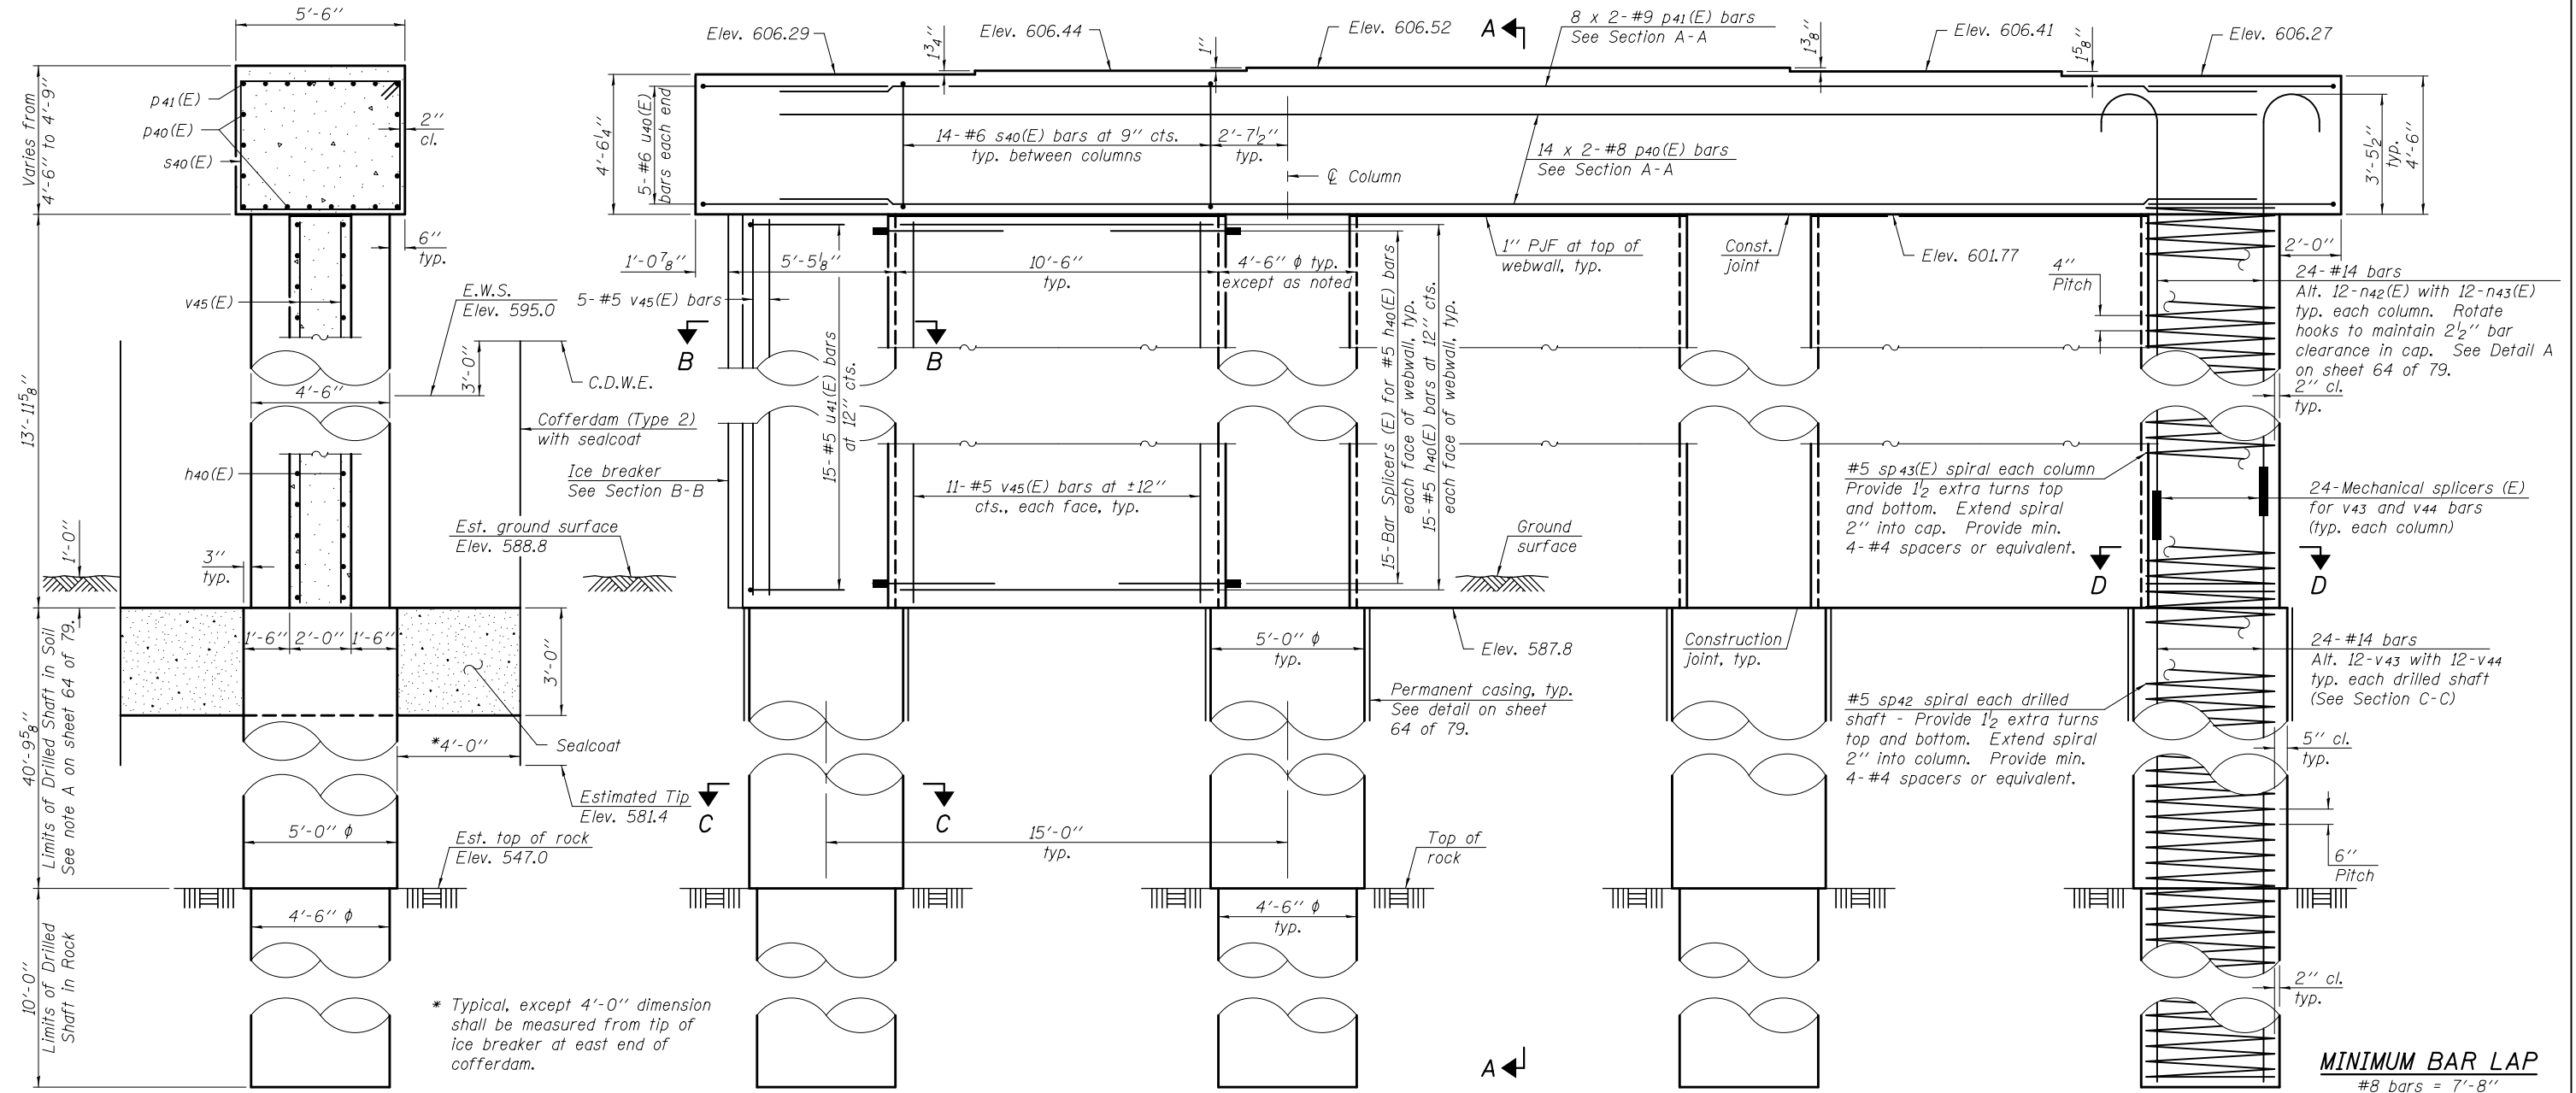 5'-6"
Varies from
4'-6" to 4'-9"
p41(E)
p40(E)
s40(E)
2"
cl.
6"
typ.
13'-11 5/8"
v45(E)
E.W.S.
Elev. 595.0
3'-0"
C.D.W.E.
4'-6"
Cofferdam (Type 2)
with sealcoat
h40(E)
Ice breaker
See Section B-B
Est. ground surface
Elev. 588.8
1'-0"
3"
typ.
1'-6"
2'-0"
1'-6"
3'-0"
40'-9 5/8"
Limits of Drilled Shaft in Soil
See note A on sheet 64 of 79.
*4'-0"
Sealcoat
Estimated Tip
Elev. 581.4
5'-0" ϕ
Est. top of rock
Elev. 547.0
4'-6" ϕ
10'-0"
Limits of Drilled
Shaft in Rock
* Typical, except 4'-0" dimension
shall be measured from tip of
ice breaker at east end of
cofferdam.
Elev. 606.29
1 3/4"
Elev. 606.44
1"
Elev. 606.52
A
8 x 2-#9 p41(E) bars
See Section A-A
1 3/8"
Elev. 606.41
1 5/8"
Elev. 606.27
4'-6 1/4"
5-#6 u40(E)
bars each end
14-#6 s40(E) bars at 9" cts.
typ. between columns
2'-7 1/2"
typ.
℄ Column
14 x 2-#8 p40(E) bars
See Section A-A
3'-5 1/2"
typ.
4'-6"
1'-0 7/8"
5'-5 1/8"
10'-6"
typ.
4'-6" ϕ typ.
except as noted
1" PJF at top of
webwall, typ.
Const.
joint
Elev. 601.77
2'-0"
5-#5 v45(E) bars
B
B
15-#5 u41(E) bars
at 12" cts.
15-Bar Splicers (E) for #5 h40(E) bars
each face of webwall, typ.
15-#5 h40(E) bars at 12" cts.
each face of webwall, typ.
4"
Pitch
24-#14 bars
Alt. 12-n42(E) with 12-n43(E)
typ. each column. Rotate
hooks to maintain 2 1/2" bar
clearance in cap. See Detail A
on sheet 64 of 79.
2" cl.
typ.
11-#5 v45(E) bars at ±12"
cts., each face, typ.
Ground
surface
#5 sp43(E) spiral each column
Provide 1 1/2 extra turns top
and bottom. Extend spiral
2" into cap. Provide min.
4-#4 spacers or equivalent.
24-Mechanical splicers (E)
for v43 and v44 bars
(typ. each column)
D
D
5'-0" ϕ
typ.
Elev. 587.8
Construction
joint, typ.
24-#14 bars
Alt. 12-v43 with 12-v44
typ. each drilled shaft
(See Section C-C)
Permanent casing, typ.
See detail on sheet
64 of 79.
#5 sp42 spiral each drilled
shaft - Provide 1 1/2 extra turns
top and bottom. Extend spiral
2" into column. Provide min.
4-#4 spacers or equivalent.
5" cl.
typ.
C
C
15'-0"
typ.
Top of
rock
6"
Pitch
4'-6" ϕ
typ.
2" cl.
typ.
A
MINIMUM BAR LAP
#8 bars = 7'-8"